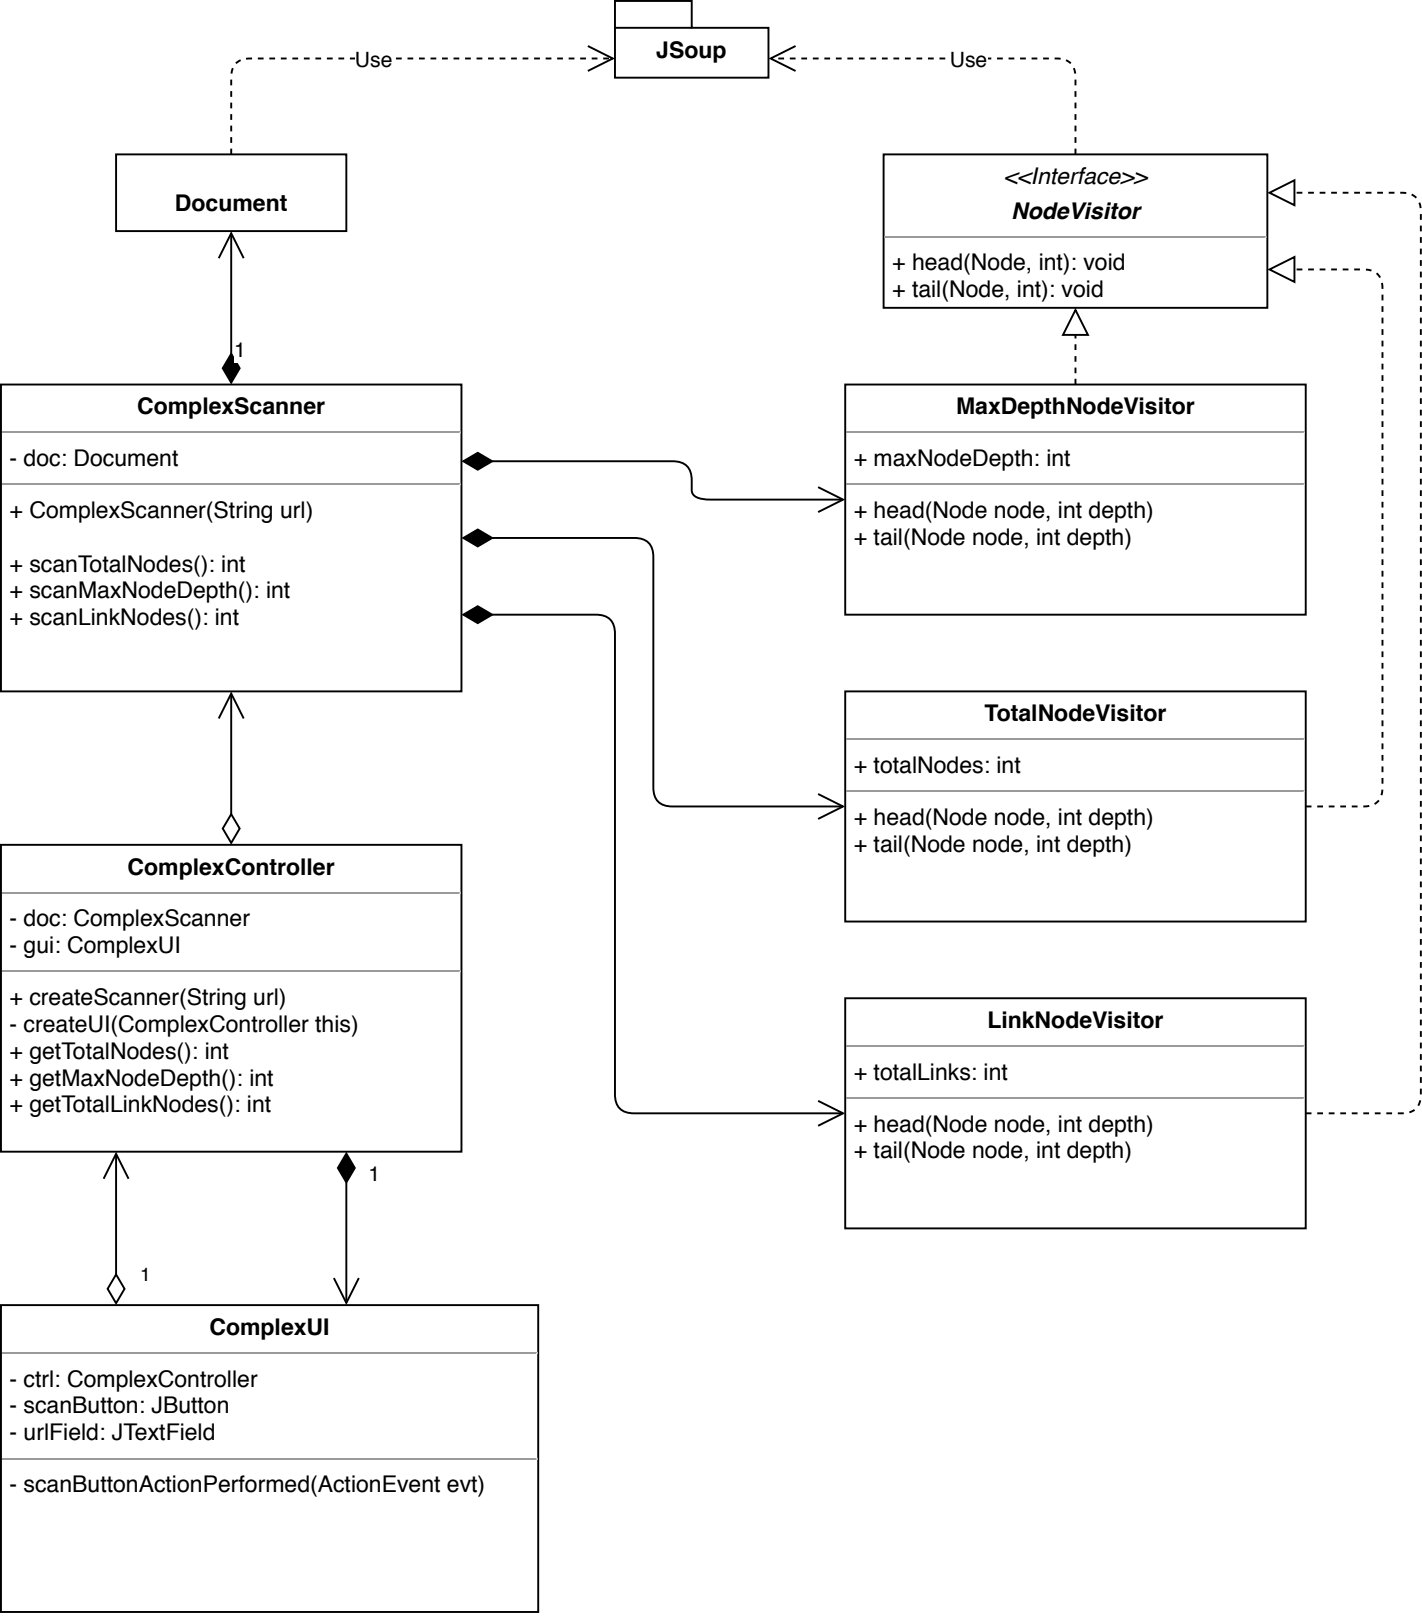 JSoup
Use
Use
Document
<<Interface>>
NodeVisitor
+ head(Node, int): void
+ tail(Node, int): void
1
ComplexScanner
- doc: Document
+ ComplexScanner(String url)
+ scanTotalNodes(): int
+ scanMaxNodeDepth(): int
+ scanLinkNodes(): int
MaxDepthNodeVisitor
+ maxNodeDepth: int
+ head(Node node, int depth)
+ tail(Node node, int depth)
TotalNodeVisitor
+ totalNodes: int
+ head(Node node, int depth)
+ tail(Node node, int depth)
ComplexController
- doc: ComplexScanner
- gui: ComplexUI
+ createScanner(String url)
- createUI(ComplexController this)
+ getTotalNodes(): int
+ getMaxNodeDepth(): int
+ getTotalLinkNodes(): int
LinkNodeVisitor
+ totalLinks: int
+ head(Node node, int depth)
+ tail(Node node, int depth)
1
1
ComplexUI
- ctrl: ComplexController
- scanButton: JButton
- urlField: JTextField
- scanButtonActionPerformed(ActionEvent evt)